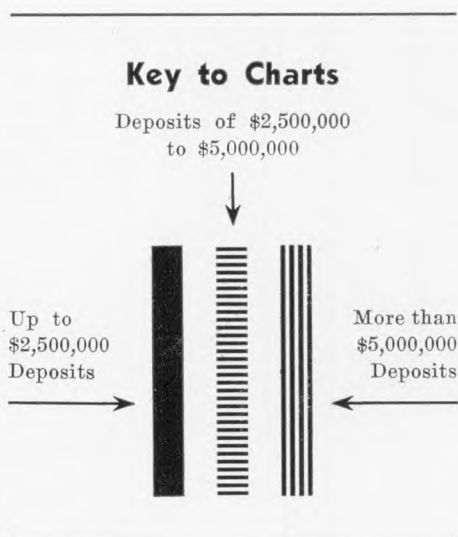 Key to Charts
Deposits of $2,500,000
to $5,000,000
Up to
$2,500,000
Deposits
More than
$5,000,000
Deposits